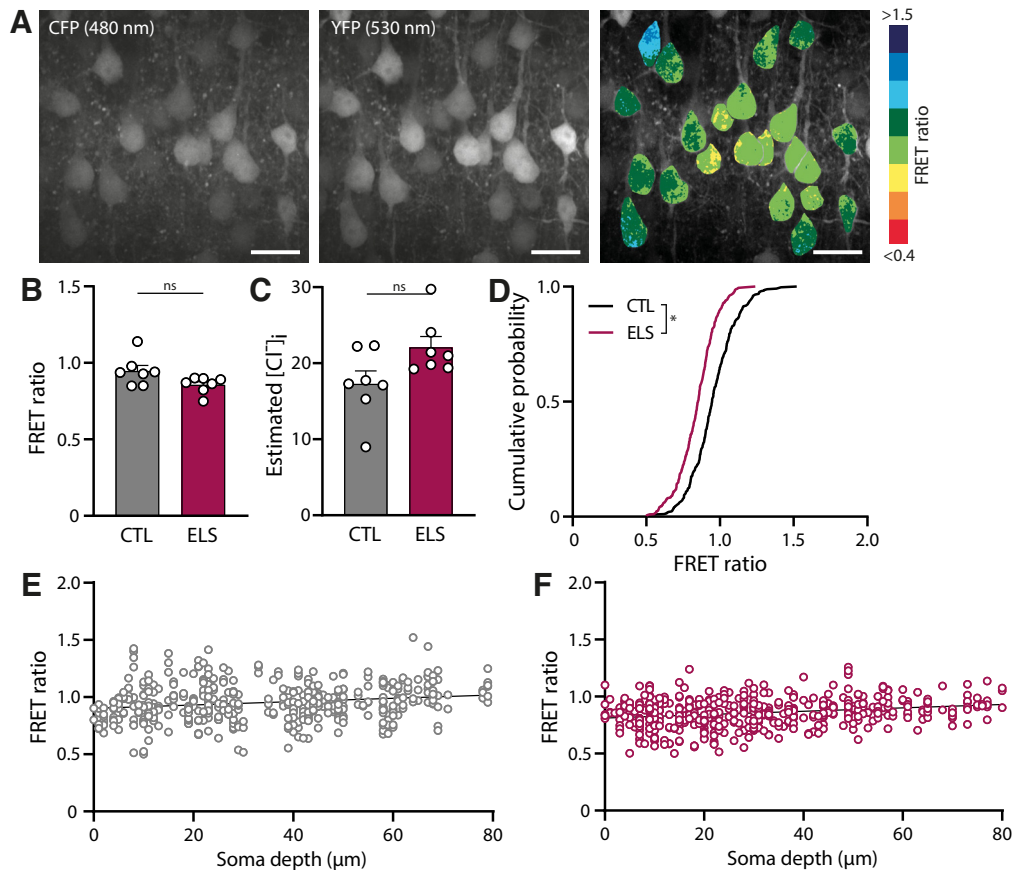 A
CFP (480 nm)
YFP (530 nm)
>1.5
FRET ratio
<0.4
B
1.5
1.0
0.5
0
FRET ratio
ns
CTL
ELS
C
30
20
10
0
Estimated [Cl⁻]i
ns
CTL
ELS
D
1.0
0.5
0
Cumulative probability
CTL
ELS
*
0
0.5
1.0
1.5
2.0
FRET ratio
E
2.0
1.5
1.0
0.5
0
FRET ratio
0
20
40
60
80
Soma depth (μm)
F
2.0
1.5
1.0
0.5
0
FRET ratio
0
20
40
60
80
Soma depth (μm)